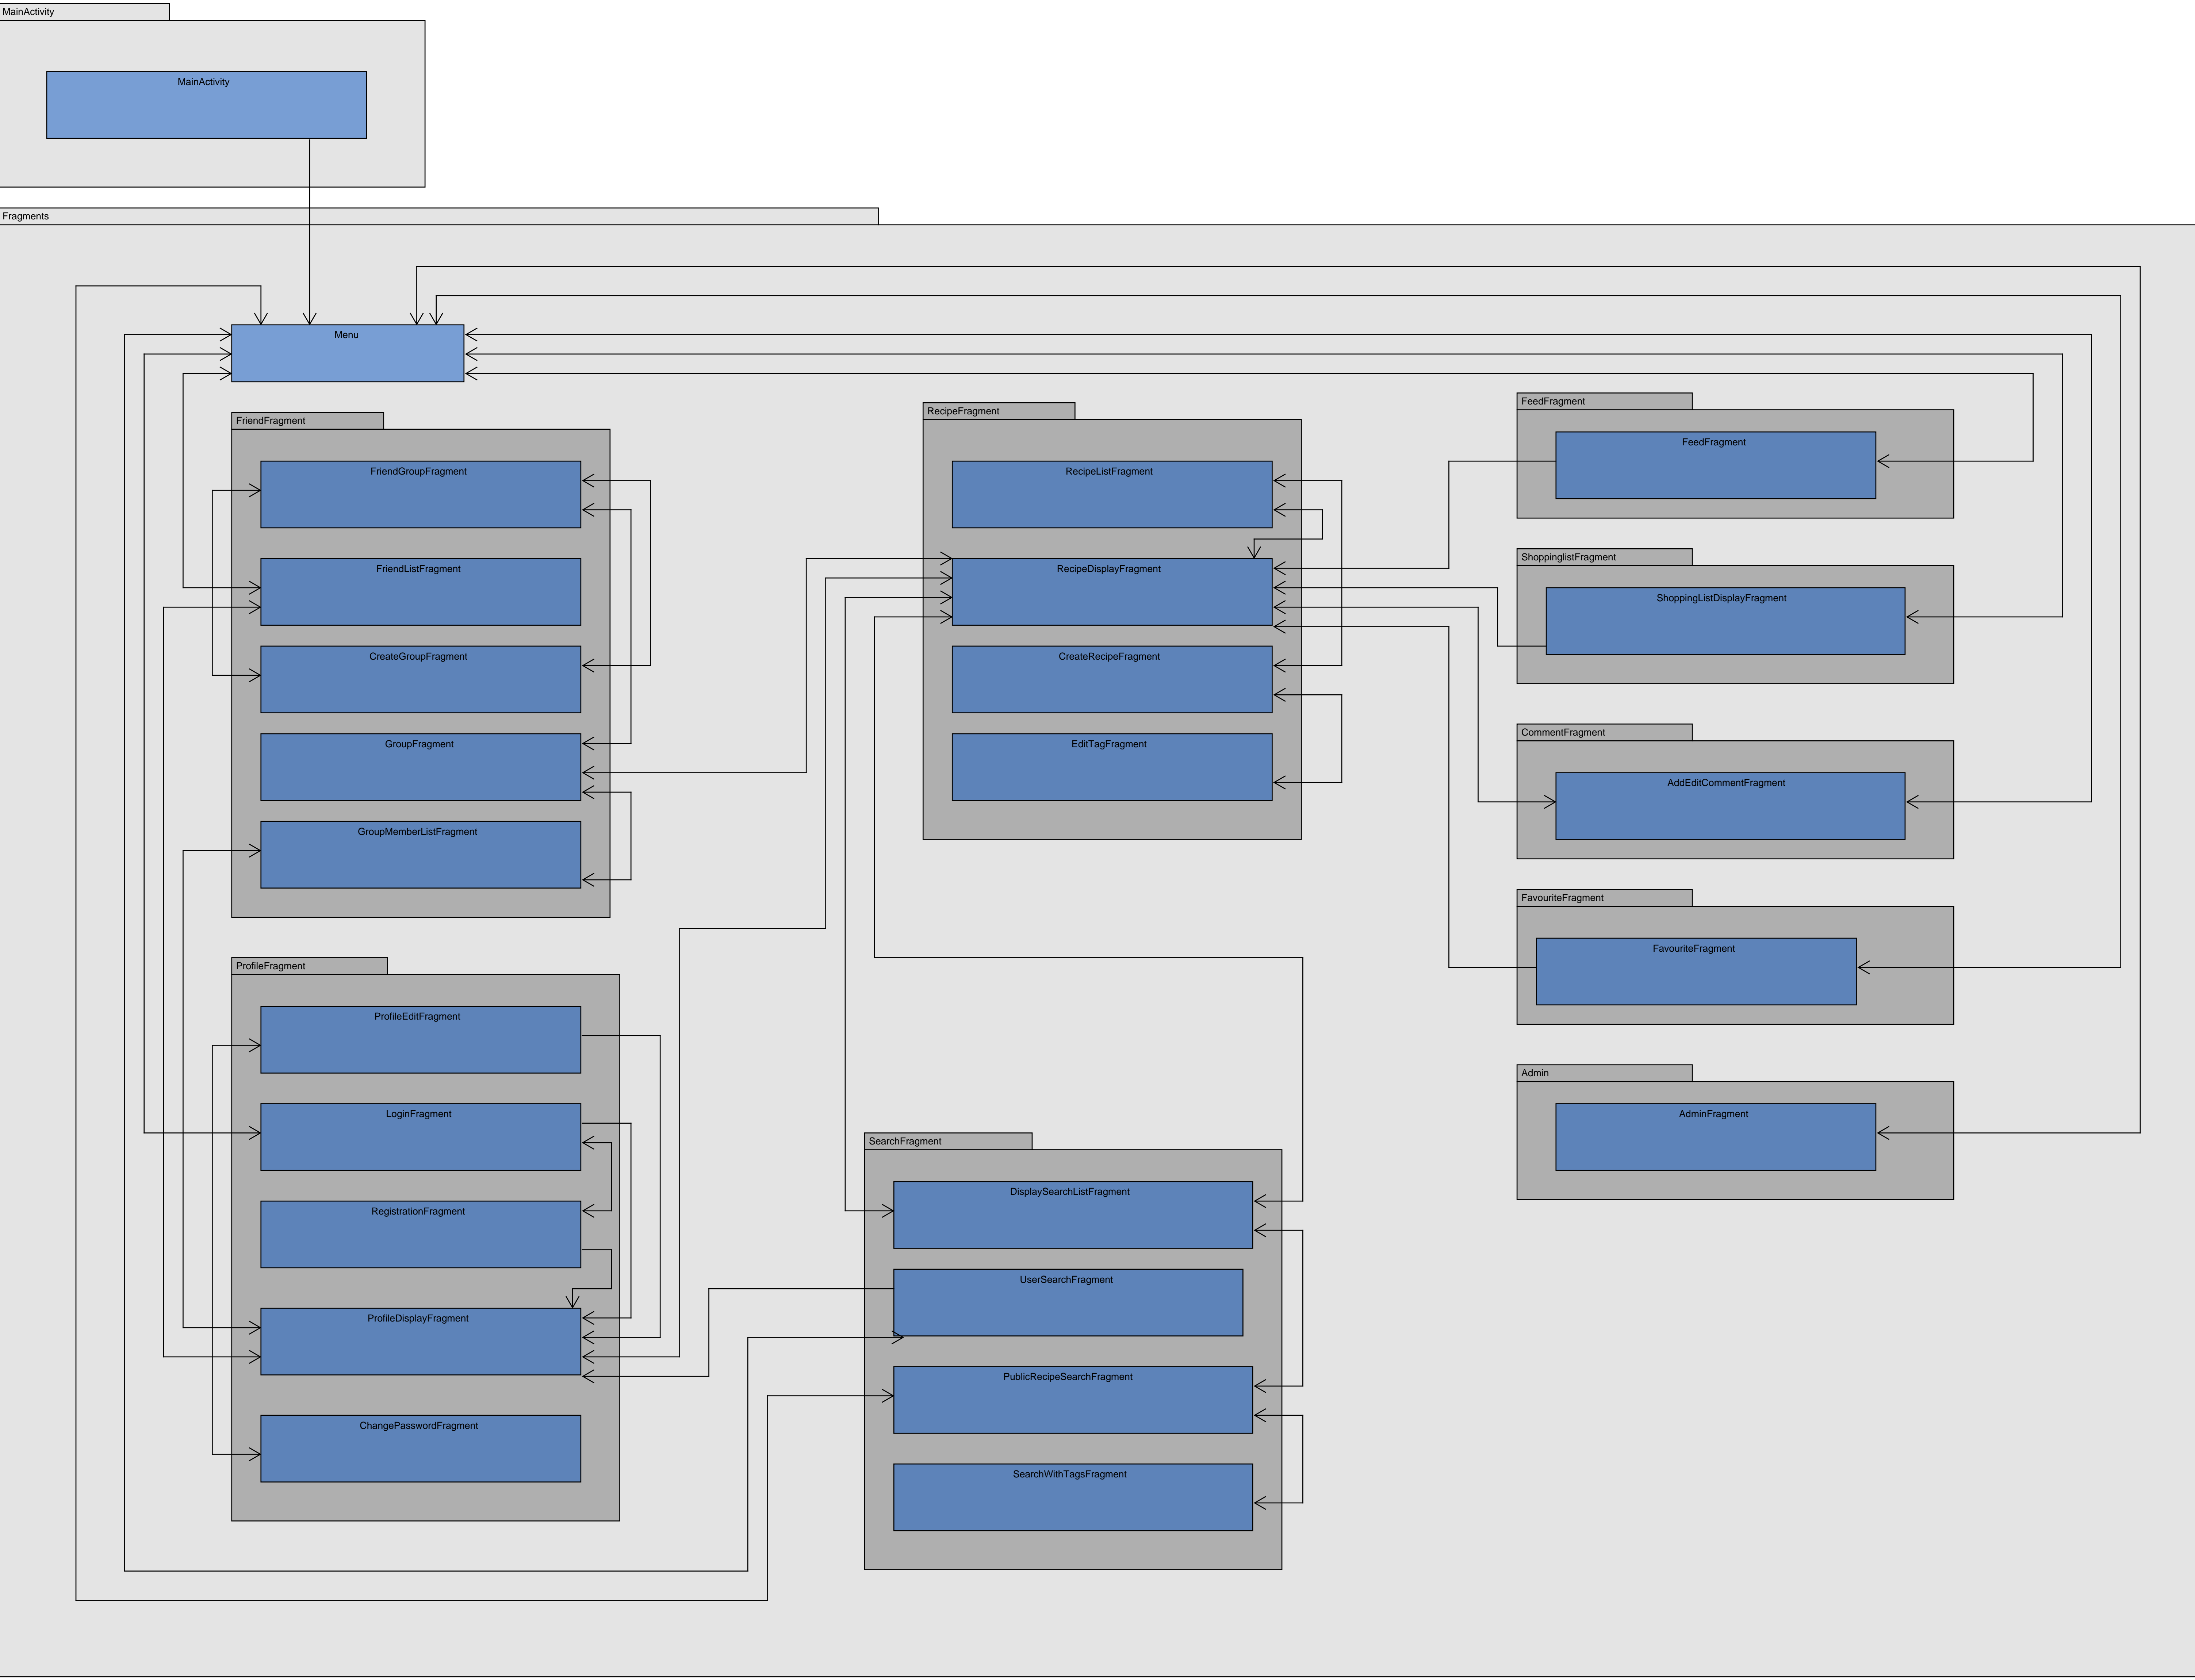 MainActivity
MainActivity
Fragments
Menu
FriendFragment
FriendGroupFragment
FriendListFragment
CreateGroupFragment
GroupFragment
GroupMemberListFragment
ProfileFragment
ProfileEditFragment
LoginFragment
RegistrationFragment
ProfileDisplayFragment
ChangePasswordFragment
RecipeFragment
RecipeListFragment
RecipeDisplayFragment
CreateRecipeFragment
EditTagFragment
SearchFragment
DisplaySearchListFragment
UserSearchFragment
PublicRecipeSearchFragment
SearchWithTagsFragment
FeedFragment
FeedFragment
ShoppinglistFragment
ShoppingListDisplayFragment
CommentFragment
AddEditCommentFragment
FavouriteFragment
FavouriteFragment
Admin
AdminFragment